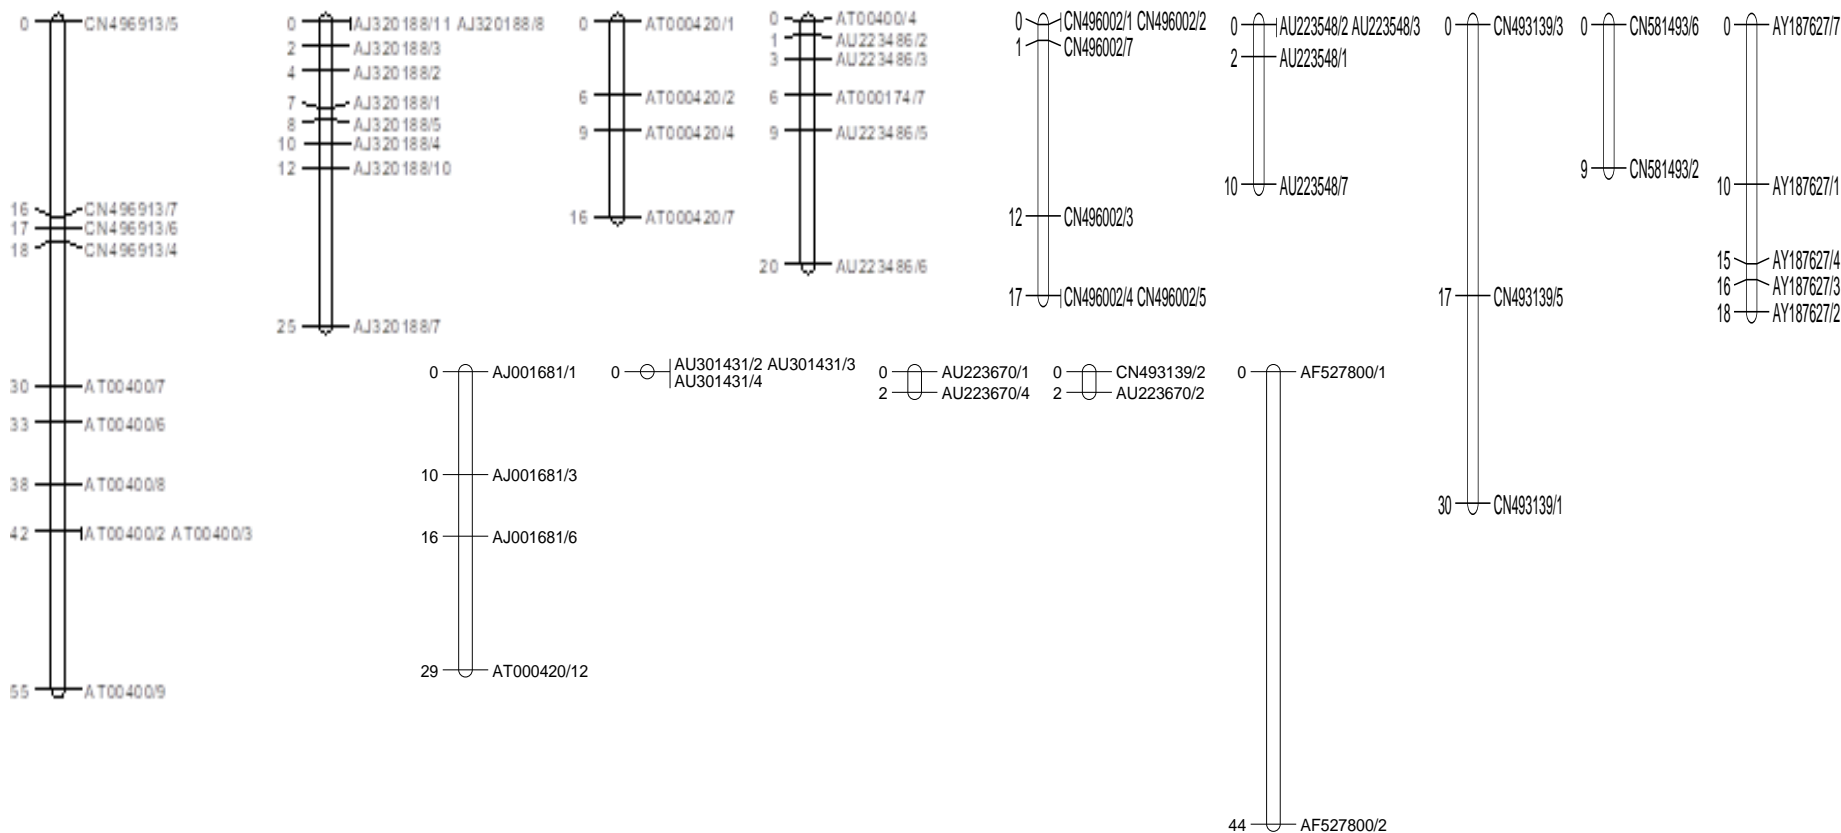 0 CN496913/5
16 CN496913/7
17 CN496913/6
18 CN496913/4
30 AT00400/7
33 AT00400/6
38 AT00400/8
42 AT00400/2 AT00400/3
55 AT00400/9
0 AJ320188/11 AJ320188/8
2 AJ320188/3
4 AJ320188/2
7 AJ320188/1
8 AJ320188/5
10 AJ320188/4
12 AJ320188/10
25 AJ320188/7
0 AT000420/1
6 AT000420/2
9 AT000420/4
16 AT000420/7
0 AT00400/4
1 AU223486/2
3 AU223486/3
6 AT000174/7
9 AU223486/5
20 AU223486/6
0 CN496002/1 CN496002/2
1 CN496002/7
12 CN496002/3
17 CN496002/4 CN496002/5
0 AU223548/2 AU223548/3
2 AU223548/1
10 AU223548/7
0 CN493139/3
17 CN493139/5
30 CN493139/1
0 CN581493/6
9 CN581493/2
0 AY187627/7
10 AY187627/1
15 AY187627/4
16 AY187627/3
18 AY187627/2
0 AJ001681/1
10 AJ001681/3
16 AJ001681/6
29 AT000420/12
0 AU301431/2 AU301431/3
AU301431/4
0 AU223670/1
2 AU223670/4
0 CN493139/2
2 AU223670/2
0 AF527800/1
44 AF527800/2